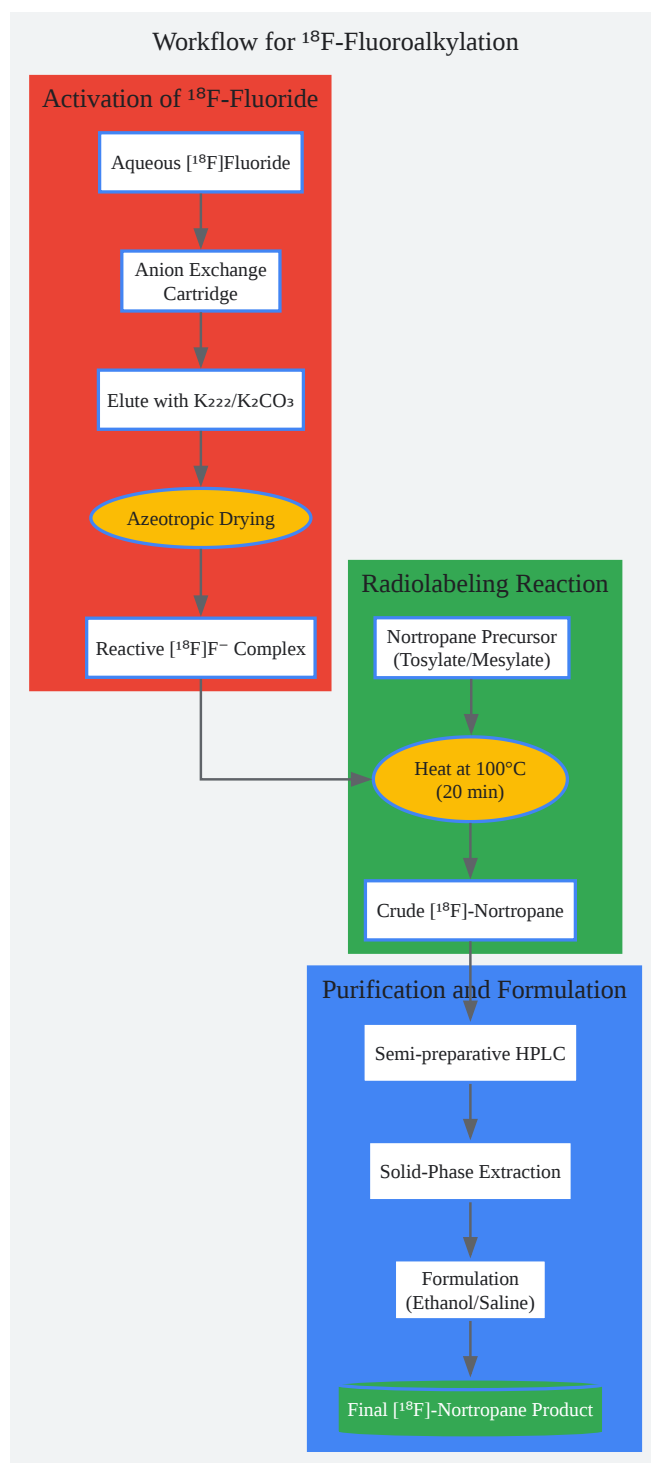 Workflow for ¹⁸F-Fluoroalkylation
Activation of ¹⁸F-Fluoride
Aqueous [¹⁸F]Fluoride
Anion Exchange
Cartridge
Elute with K₂₂₂/K₂CO₃
Azeotropic Drying
Reactive [¹⁸F]F⁻ Complex
Radiolabeling Reaction
Nortropane Precursor
(Tosylate/Mesylate)
Heat at 100°C
(20 min)
Crude [¹⁸F]-Nortropane
Purification and Formulation
Semi-preparative HPLC
Solid-Phase Extraction
Formulation
(Ethanol/Saline)
Final [¹⁸F]-Nortropane Product